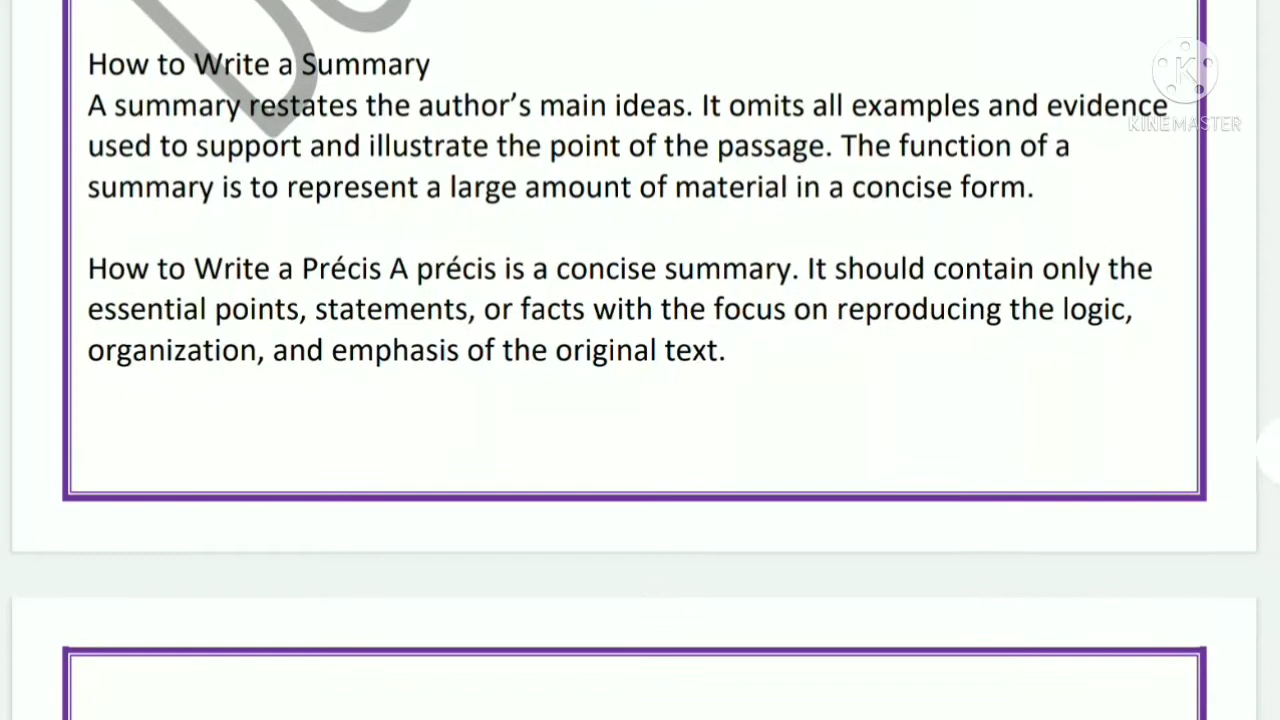 How to Write a Summary
A summary restates the author's main ideas. It omits all examples and evidence
used to support and illustrate the point of the passage. The function of a
summary is to represent a large amount of material in a concise form.
How to Write a Précis A précis is a concise summary. It should contain only the
essential points, statements, or facts with the focus on reproducing the logic,
organization, and emphasis of the original text.
K
KINEMASTER